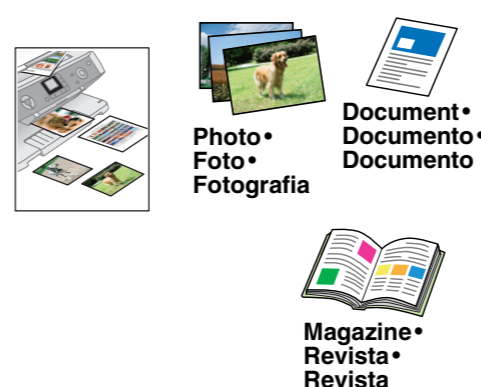 Photo•
Foto•
Fotografia
Document•
Documento•
Documento
Magazine•
Revista•
Revista